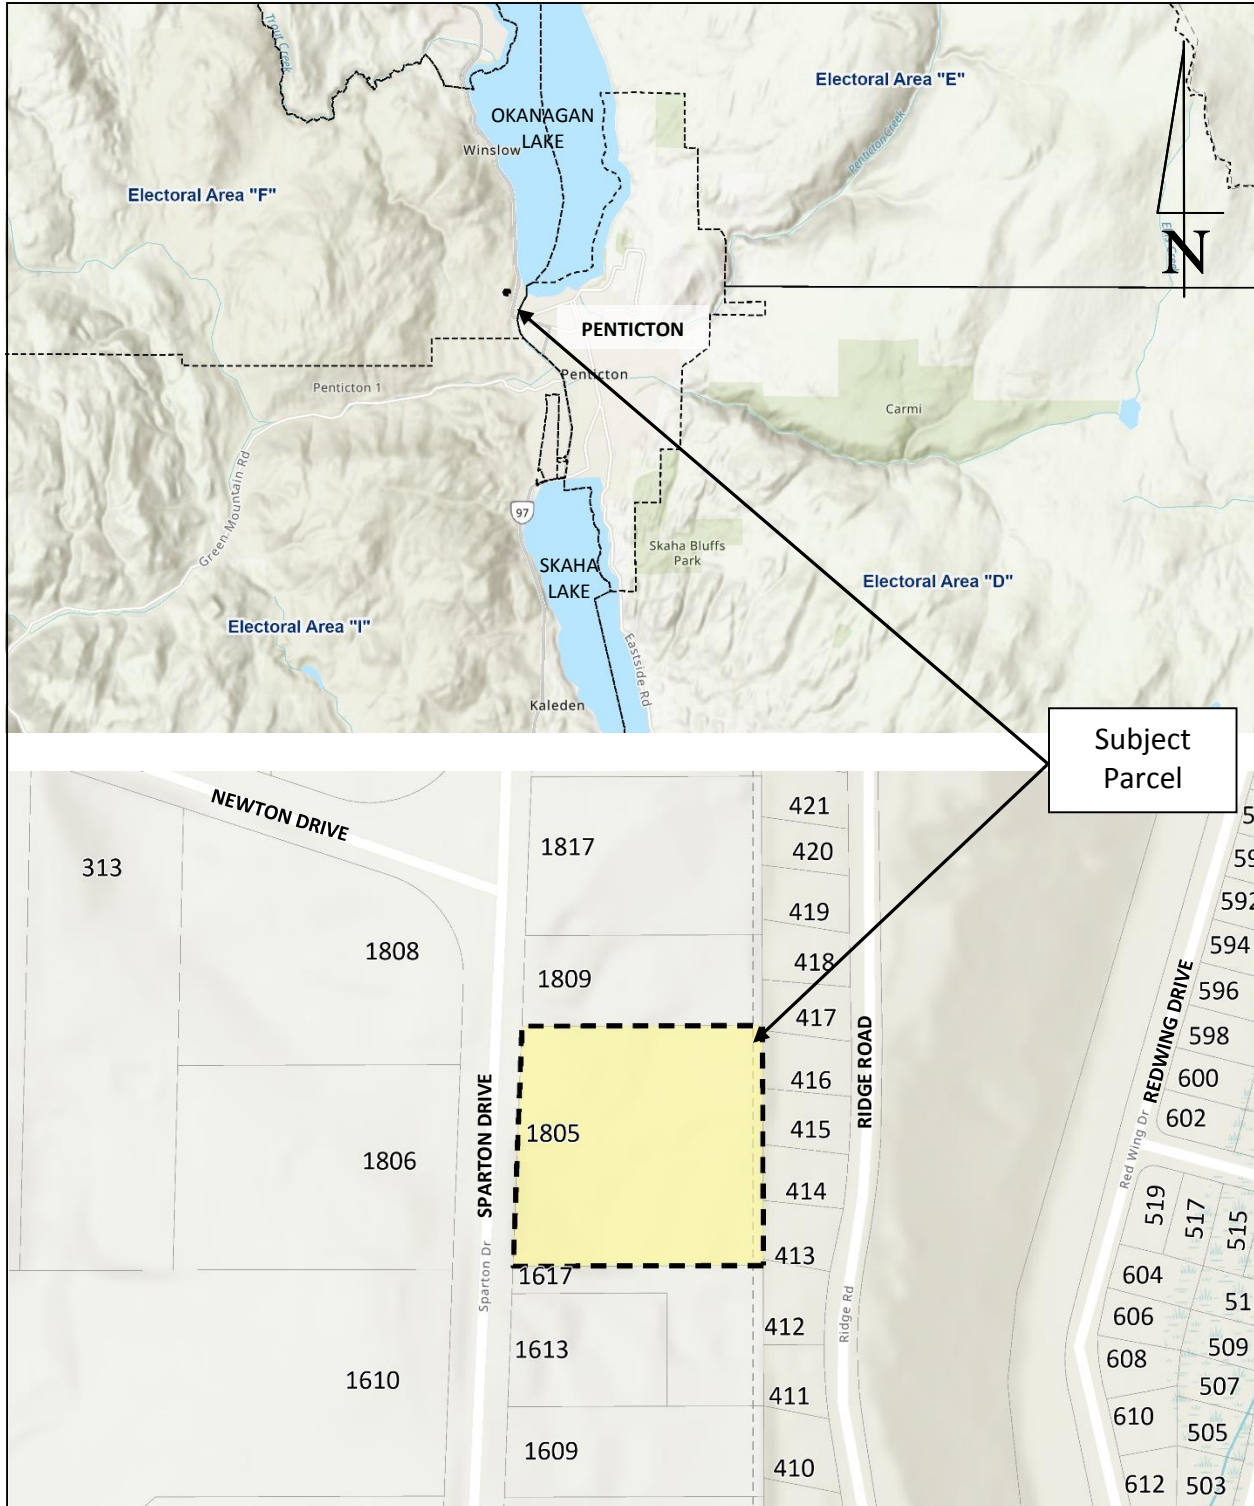 Trout Creek
Electoral Area "E"
OKANAGAN
LAKE
Winslow
Penticton Creek
Electoral Area "F"
N
PENTICTON
Penticton 1
Penticton
Carmi
Green Mountain Rd
97
Skaha Bluffs
Park
SKAHA
LAKE
Electoral Area "D"
Electoral Area "I"
Eastside Rd
Kaleden
Subject
Parcel
NEWTON DRIVE
313
1817
1808
1809
1805
1806
SPARTON DRIVE
Sparton Dr
1617
1613
1610
1609
421
420
419
418
417
416
415
414
413
412
411
410
RIDGE ROAD
Ridge Rd
REDWING DRIVE
Red Wing Dr
592
594
596
598
600
602
519
517
515
604
606
608
610
612
509
507
505
503